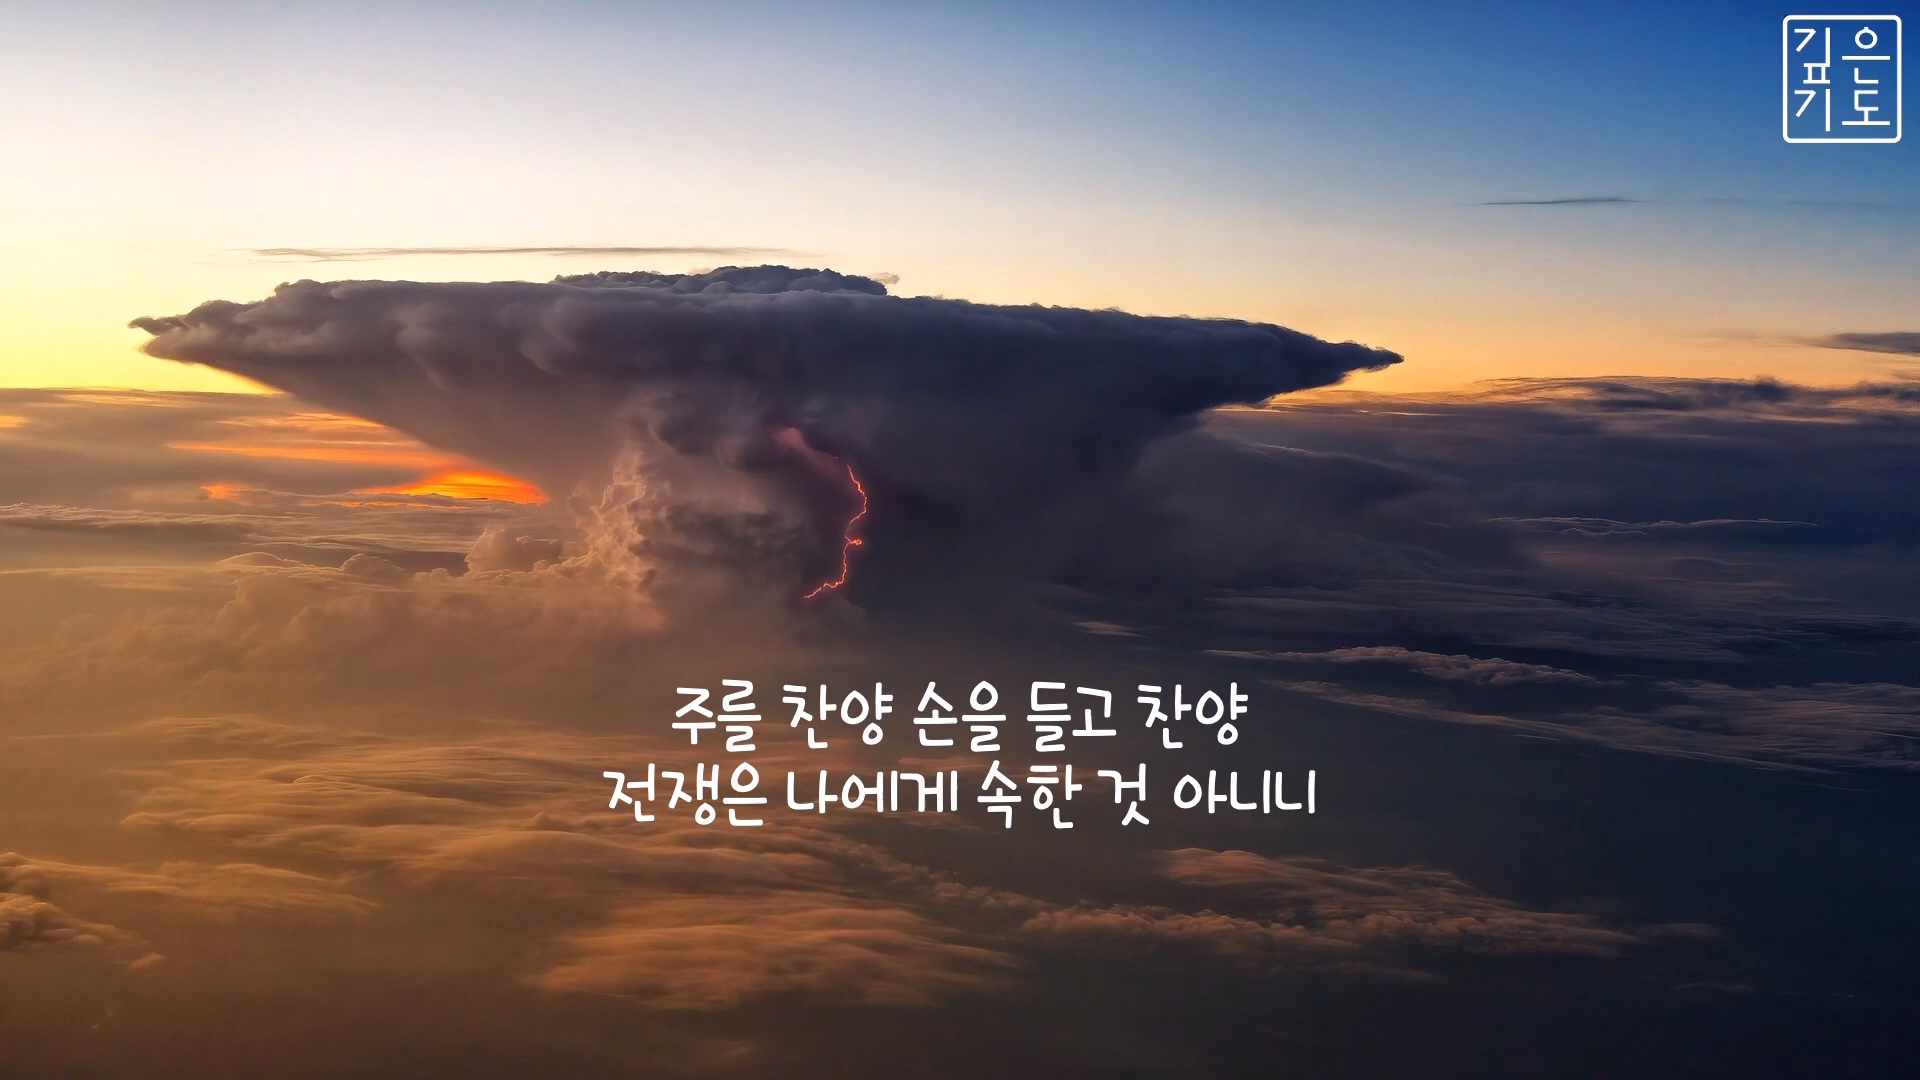 깊은
기도
주를 찬양 손을 들고 찬양
전쟁은 나에게 속한 것 아니니